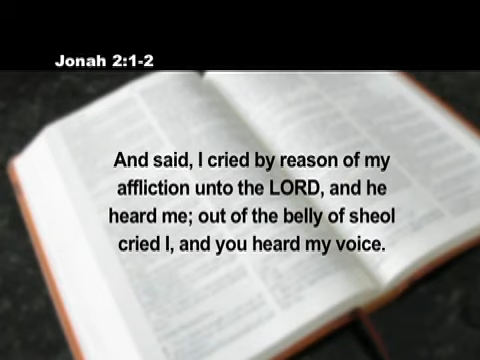 Jonah 2:1-2
And said, I cried by reason of my
affliction unto the LORD, and he
heard me; out of the belly of sheol
cried I, and you heard my voice.